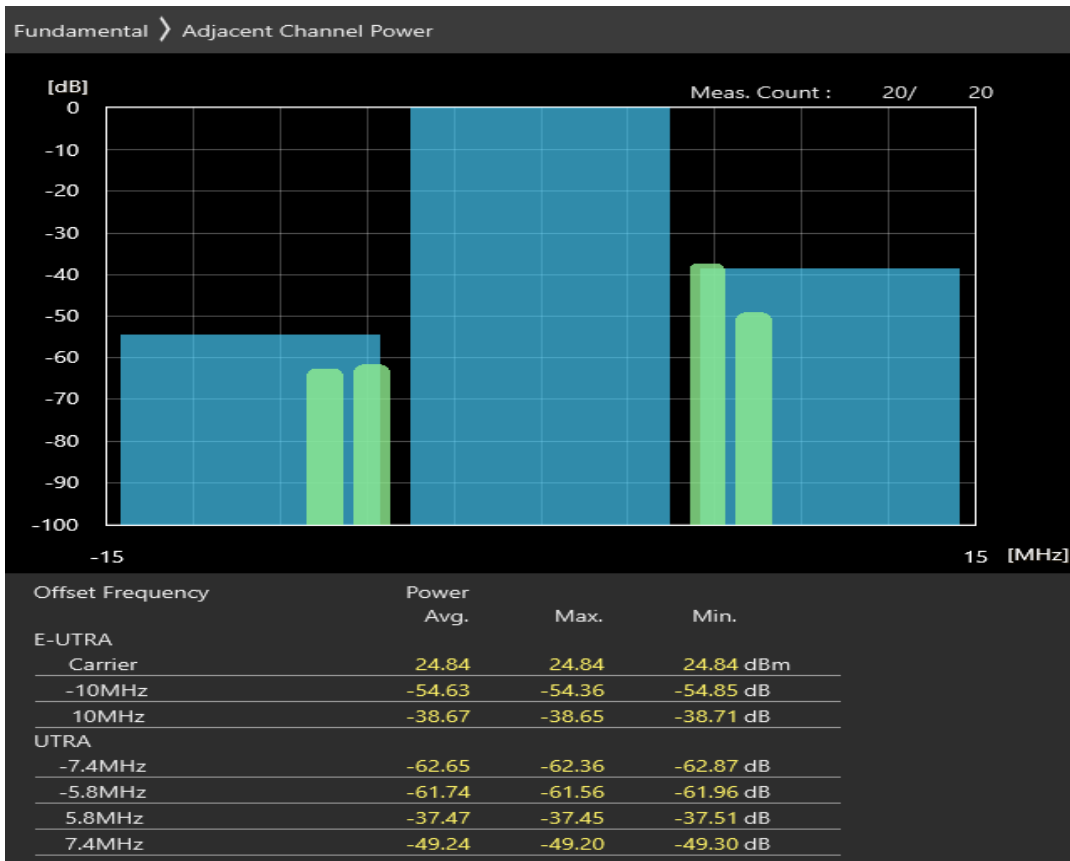 Fundamental 〉 Adjacent Channel Power
[dB]
Meas. Count : 20/ 20
0
-10
-20
-30
-40
-50
-60
-70
-80
-90
-100
-15 15 [MHz]
Offset Frequency Power
Avg. Max. Min.
E-UTRA
Carrier 24.84 24.84 24.84 dBm
-10MHz -54.63 -54.36 -54.85 dB
10MHz -38.67 -38.65 -38.71 dB
UTRA
-7.4MHz -62.65 -62.36 -62.87 dB
-5.8MHz -61.74 -61.56 -61.96 dB
5.8MHz -37.47 -37.45 -37.51 dB
7.4MHz -49.24 -49.20 -49.30 dB